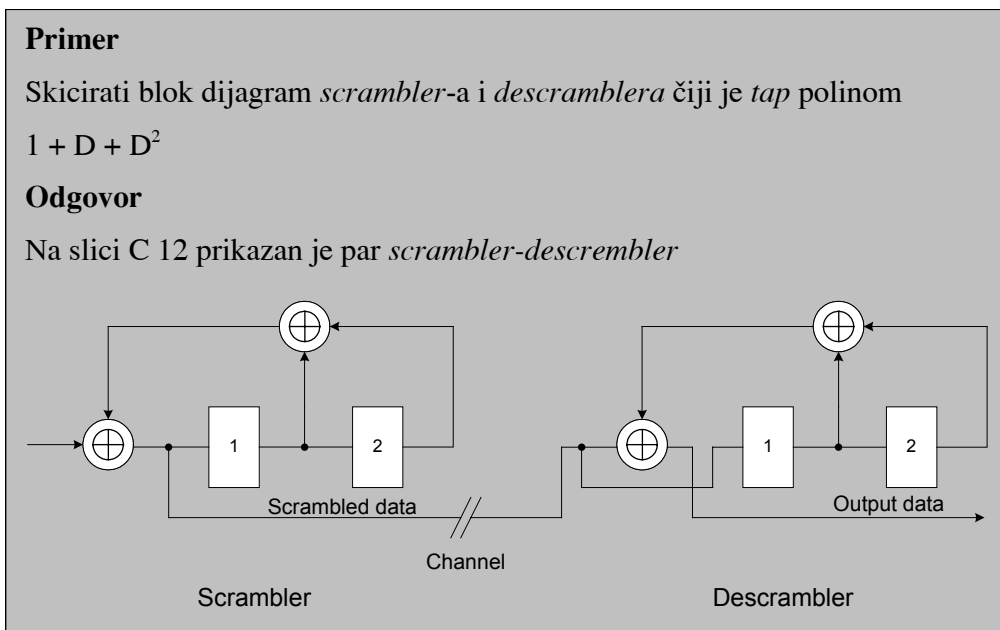 Primer
Skicirati blok dijagram scrambler-a i descramblera čiji je tap polinom
1 + D + D²
Odgovor
Na slici C 12 prikazan je par scrambler-descrembler
1
2
1
2
Scrambled data
Output data
Channel
Scrambler
Descrambler